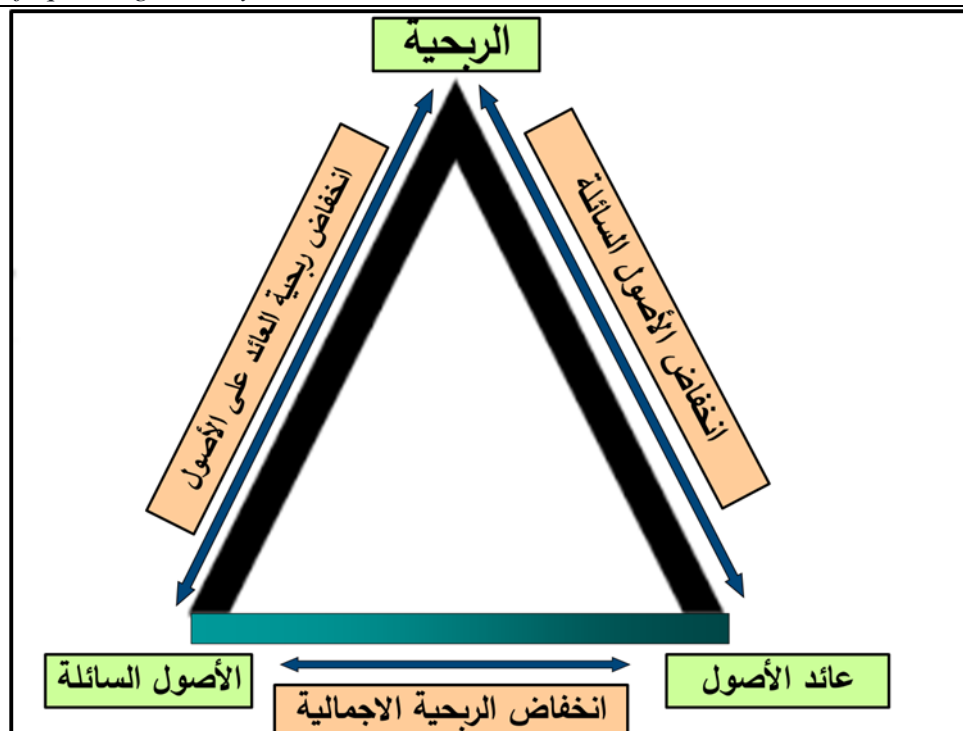 الربحية
انخفاض الأصول السائلة
انخفاض ربحية العائد على الأصول
عائد الأصول
الأصول السائلة
انخفاض الربحية الاجمالية